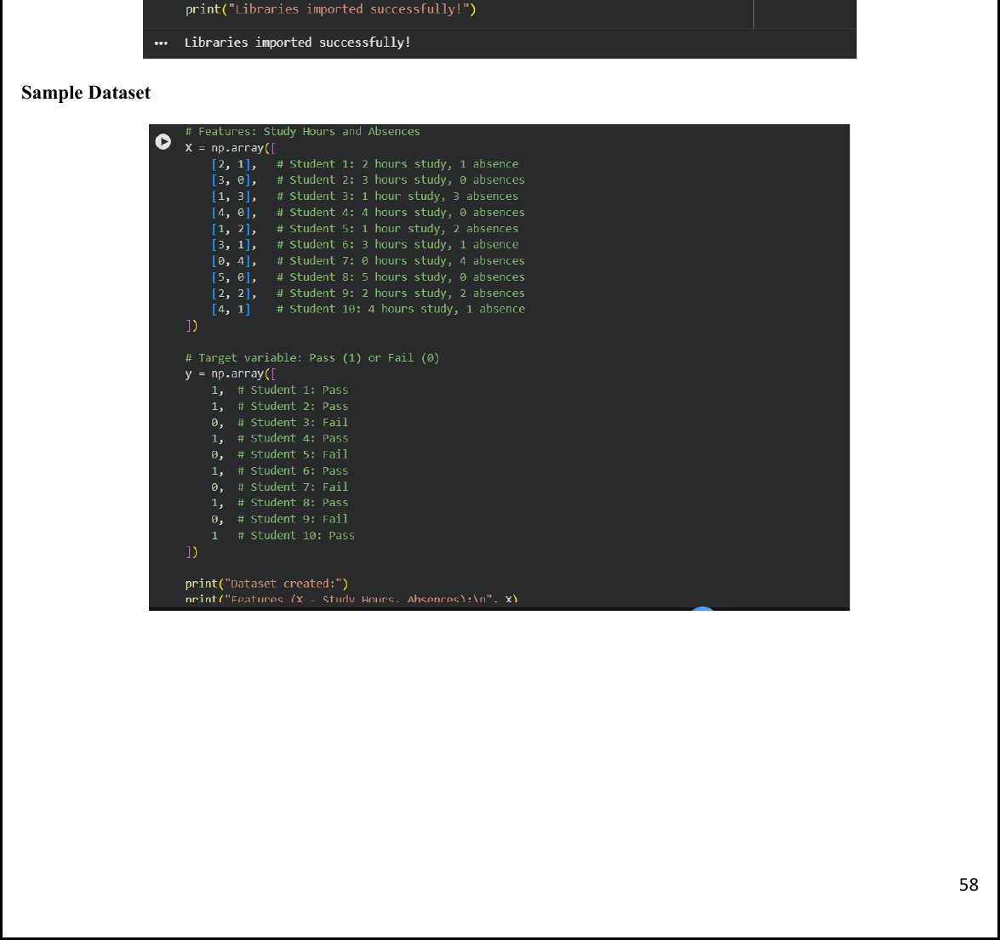 print("Libraries imported successfully!")
Libraries imported successfully!
Sample Dataset
# Features: Study Hours and Absences
X = np.array([
    [2, 1],   # Student 1: 2 hours study, 1 absence
    [3, 0],   # Student 2: 3 hours study, 0 absences
    [1, 3],   # Student 3: 1 hour study, 3 absences
    [4, 0],   # Student 4: 4 hours study, 0 absences
    [1, 2],   # Student 5: 1 hour study, 2 absences
    [3, 1],   # Student 6: 3 hours study, 1 absence
    [0, 4],   # Student 7: 0 hours study, 4 absences
    [5, 0],   # Student 8: 5 hours study, 0 absences
    [2, 2],   # Student 9: 2 hours study, 2 absences
    [4, 1]    # Student 10: 4 hours study, 1 absence
])
# Target variable: Pass (1) or Fail (0)
y = np.array([
    1,  # Student 1: Pass
    1,  # Student 2: Pass
    0,  # Student 3: Fail
    1,  # Student 4: Pass
    0,  # Student 5: Fail
    1,  # Student 6: Pass
    0,  # Student 7: Fail
    1,  # Student 8: Pass
    0,  # Student 9: Fail
    1   # Student 10: Pass
])
print("Dataset created:")
print("Features (X - Study Hours, Absences):\n", X)
58